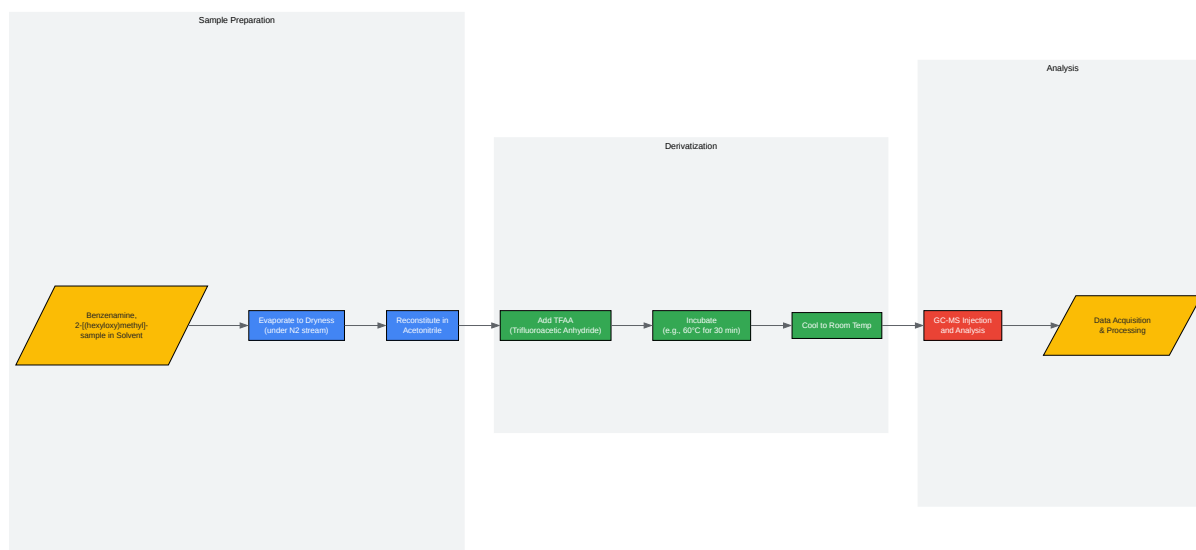 Sample Preparation
Benzenamine,
2-[(hexyloxy)methyl]-
sample in Solvent
Evaporate to Dryness
(under N2 stream)
Reconstitute in
Acetonitrile
Derivatization
Add TFAA
(Trifluoroacetic Anhydride)
Incubate
(e.g., 60°C for 30 min)
Cool to Room Temp
Analysis
GC-MS Injection
and Analysis
Data Acquisition
& Processing